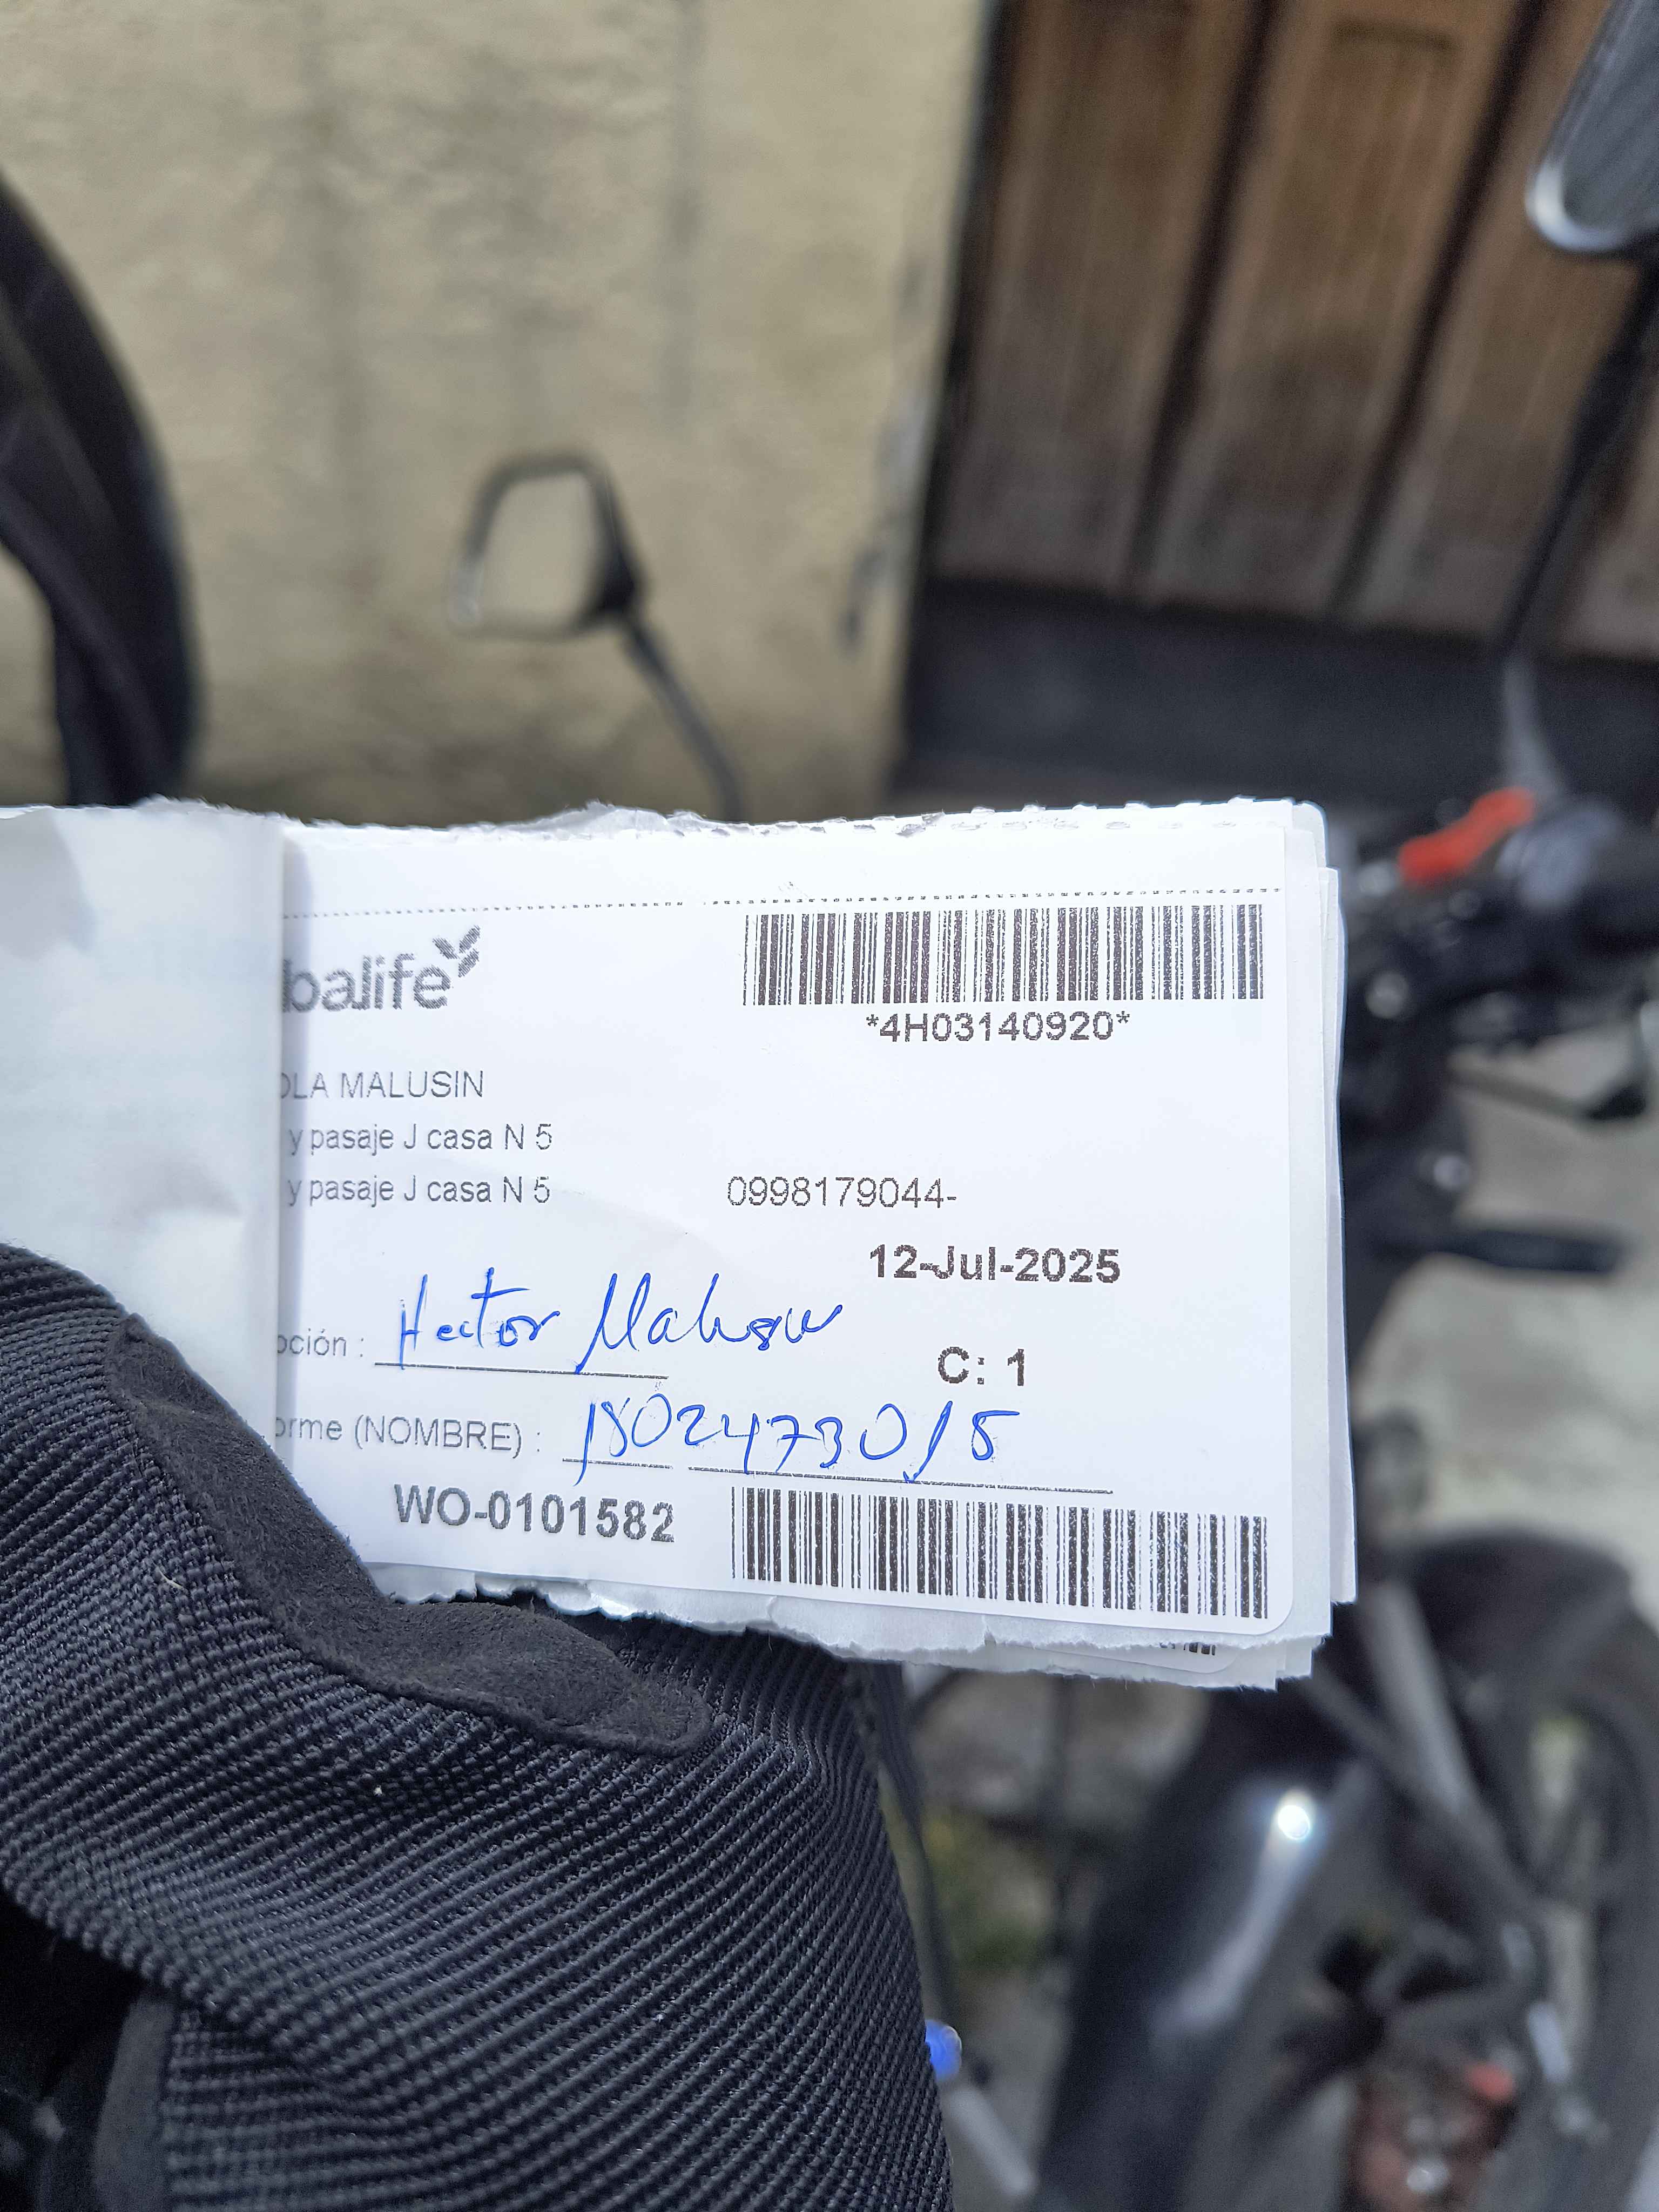 balife
*4H03140920*
OLA MALUSIN
y pasaje J casa N 5
y pasaje J casa N 5 0998179044-
12-Jul-2025
pción : Hector Malusin
C: 1
orme (NOMBRE) : 1802473015
WO-0101582